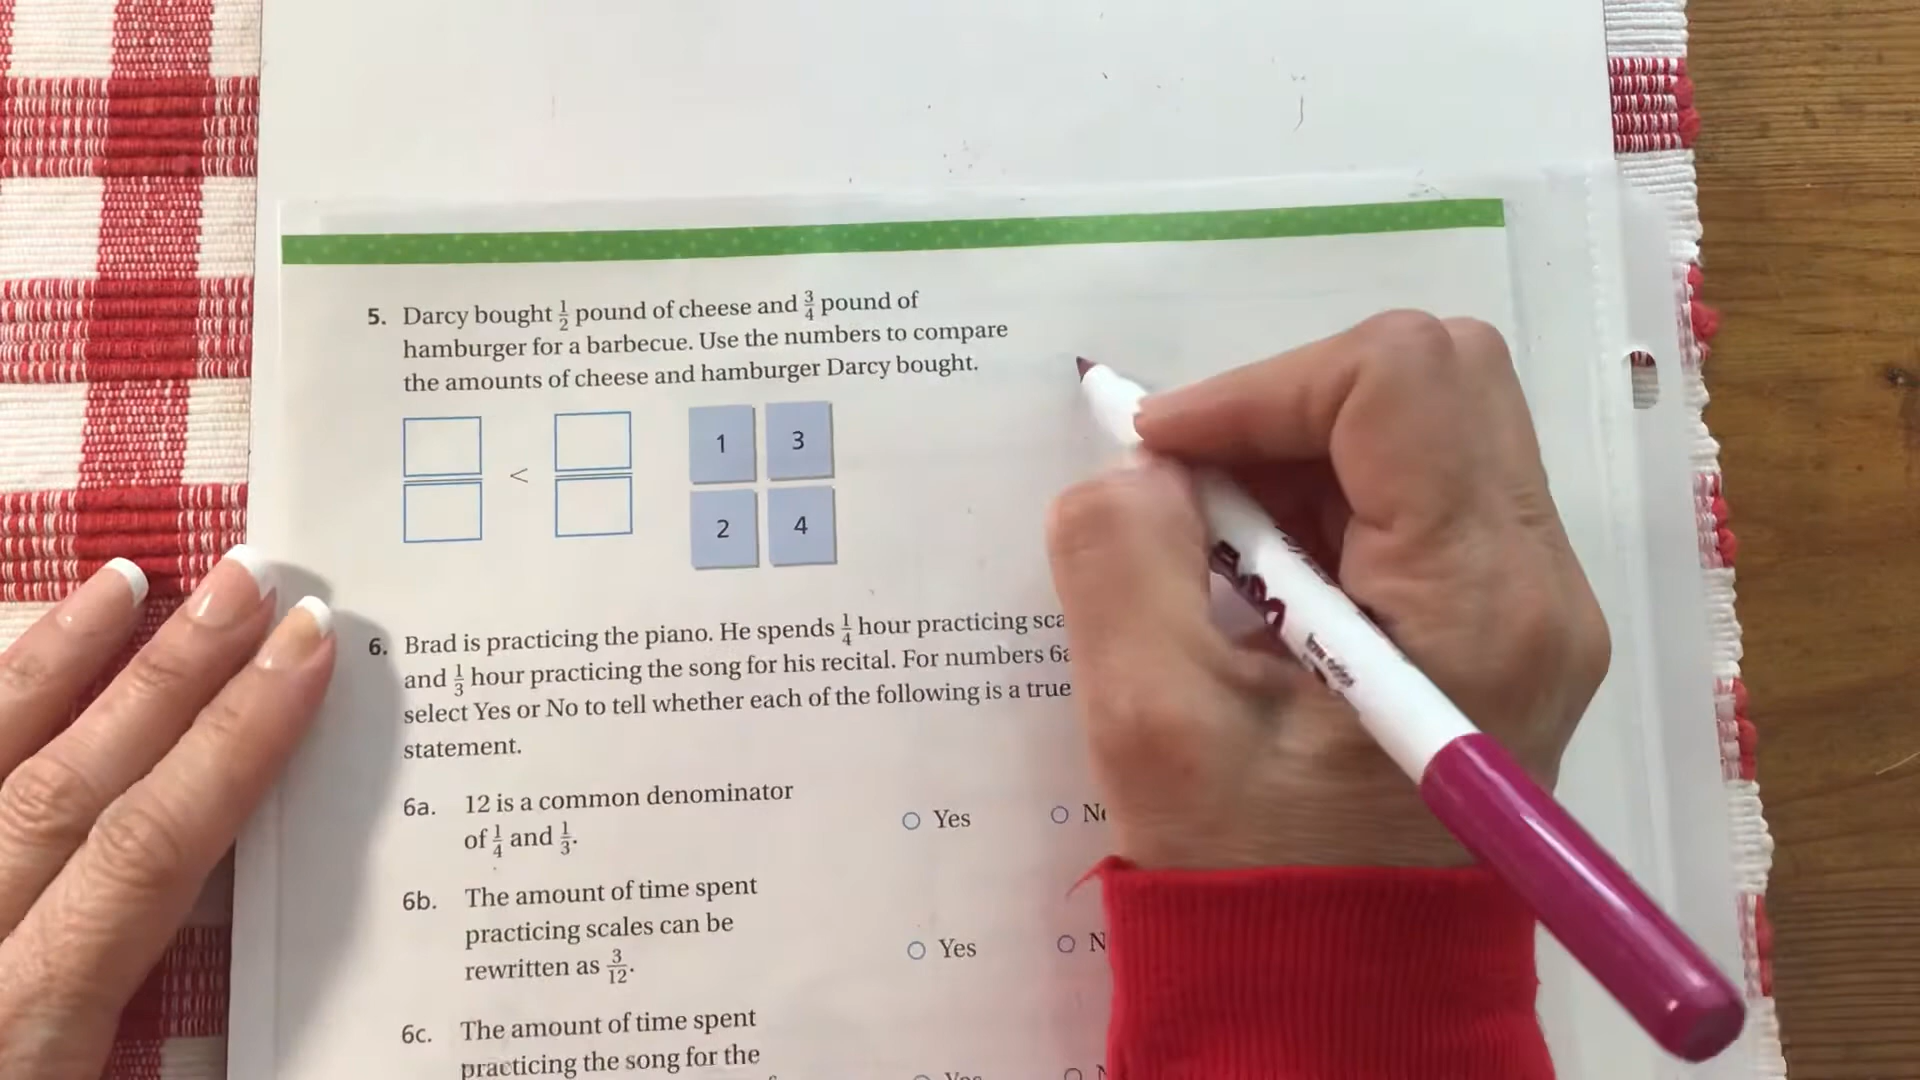 5. Darcy bought 1/2 pound of cheese and 3/4 pound of
hamburger for a barbecue. Use the numbers to compare
the amounts of cheese and hamburger Darcy bought.
<
1 3
2 4
6. Brad is practicing the piano. He spends 1/4 hour practicing
and 1/3 hour practicing the song for his recital. For numbers
select Yes or No to tell whether each of the following is a true
statement.
6a. 12 is a common denominator
of 1/4 and 1/3.
Yes
6b. The amount of time spent
practicing scales can be
rewritten as 3/12.
Yes
6c. The amount of time spent
practicing the song for the
EXPO